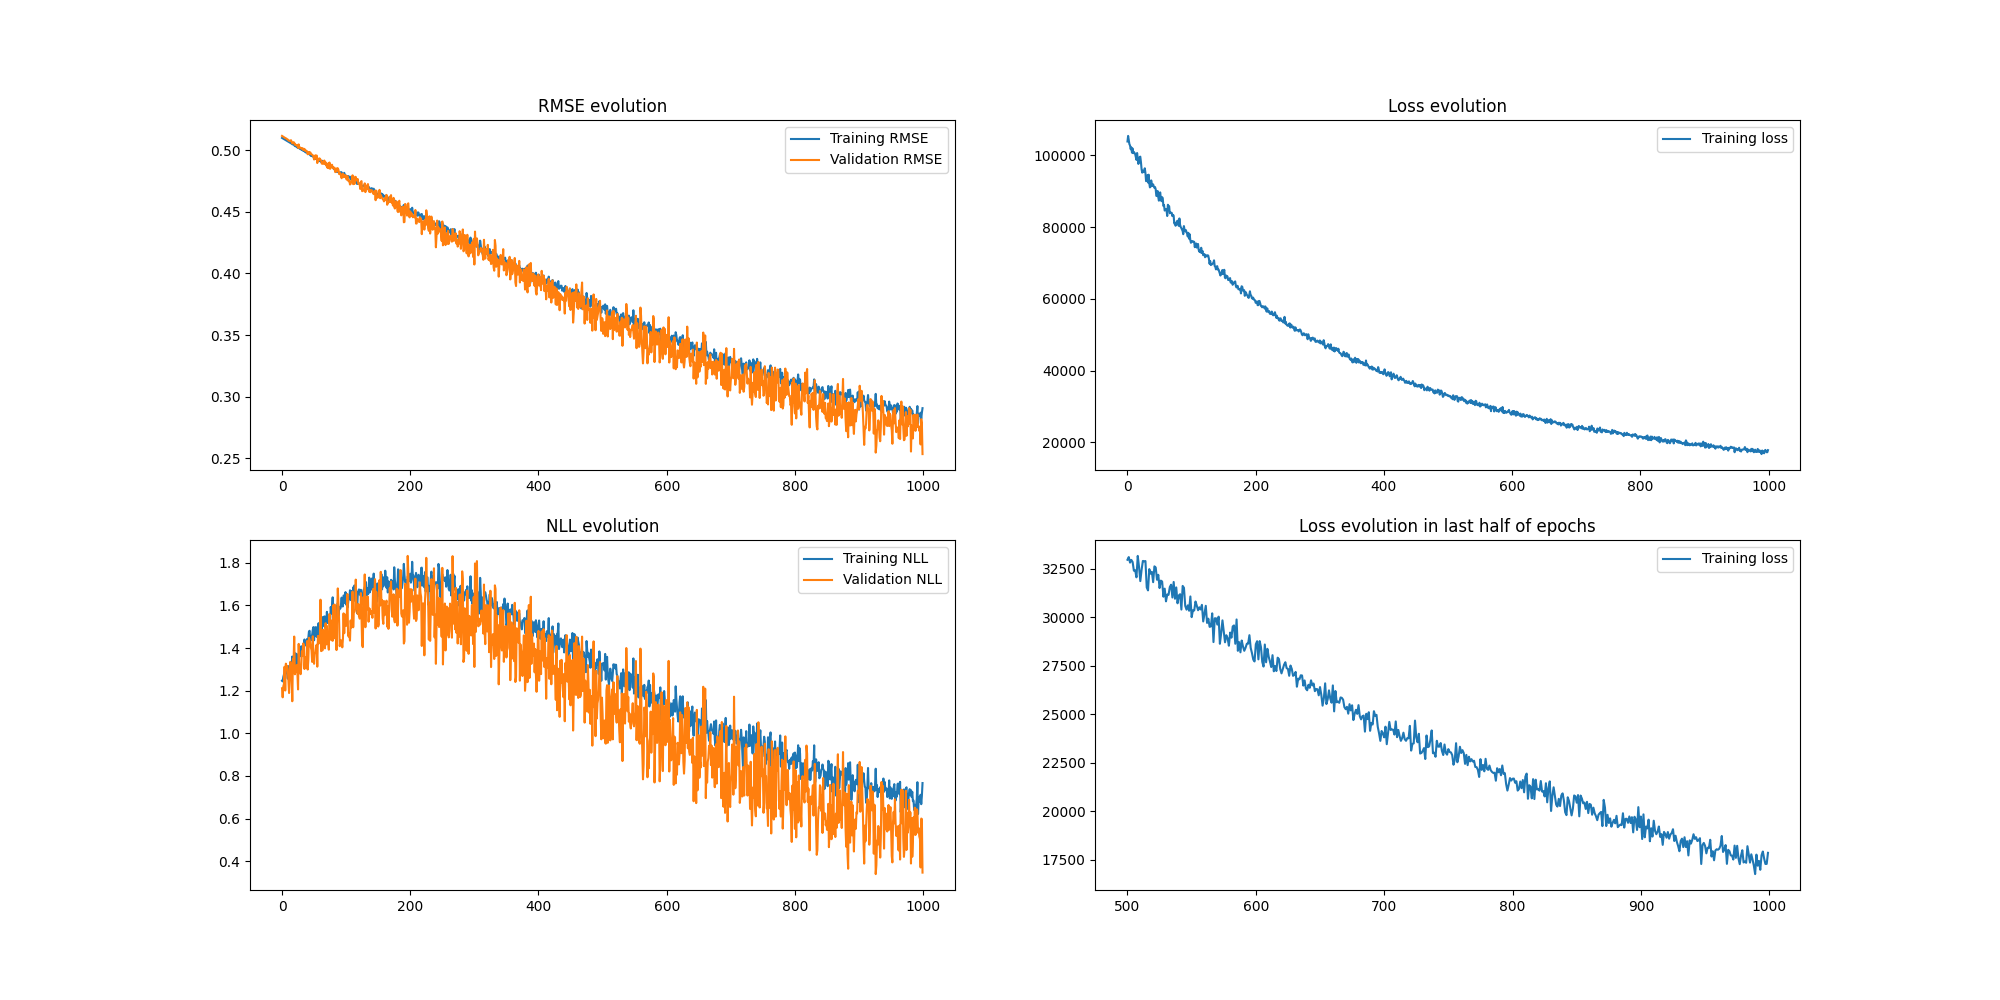 RMSE evolution
Training RMSE
Validation RMSE
0.50
0.45
0.40
0.35
0.30
0.25
0 200 400 600 800 1000
Loss evolution
Training loss
100000
80000
60000
40000
20000
0 200 400 600 800 1000
NLL evolution
Training NLL
Validation NLL
1.8
1.6
1.4
1.2
1.0
0.8
0.6
0.4
0 200 400 600 800 1000
Loss evolution in last half of epochs
Training loss
32500
30000
27500
25000
22500
20000
17500
500 600 700 800 900 1000